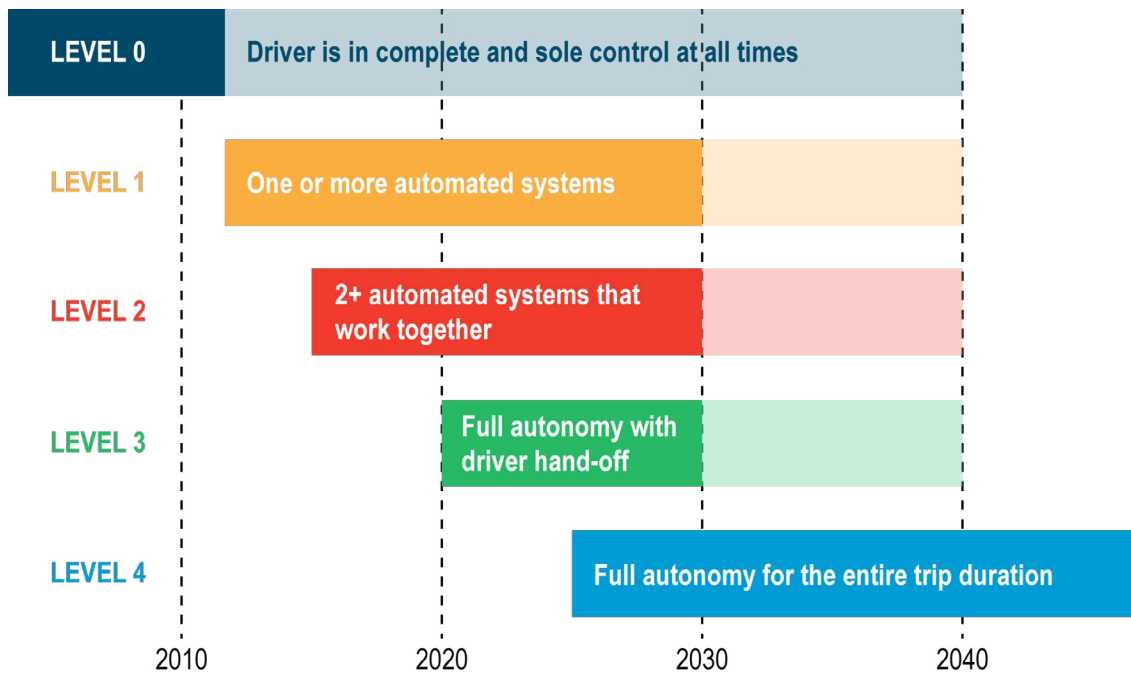 LEVEL 0
Driver is in complete and sole control at all times
LEVEL 1
One or more automated systems
LEVEL 2
2+ automated systems that
work together
LEVEL 3
Full autonomy with
driver hand-off
LEVEL 4
Full autonomy for the entire trip duration
2010 2020 2030 2040